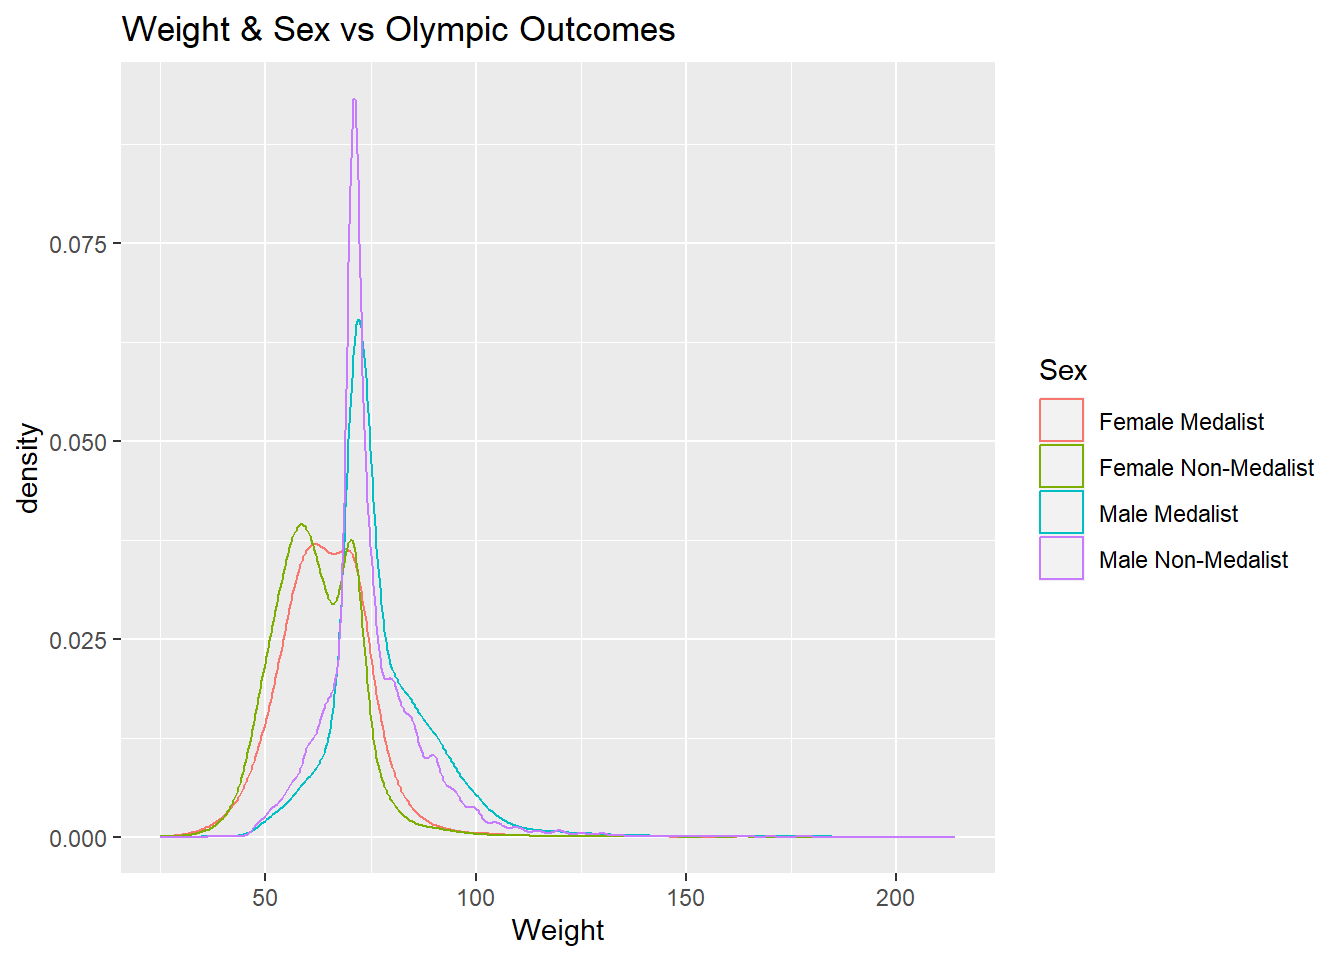 Weight & Sex vs Olympic Outcomes
0.075
0.050
0.025
0.000
density
50 100 150 200
Weight
Sex
Female Medalist
Female Non-Medalist
Male Medalist
Male Non-Medalist